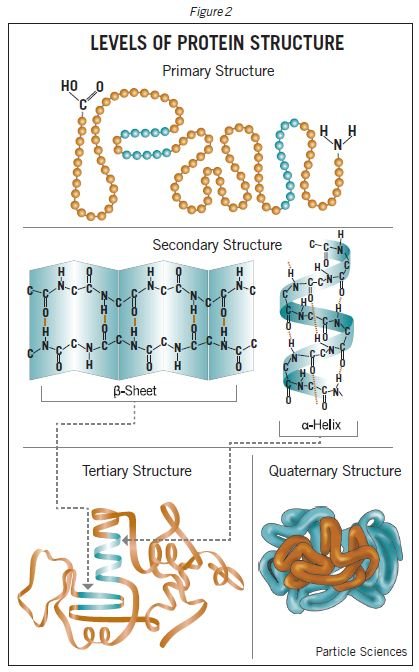 Figure 2
LEVELS OF PROTEIN STRUCTURE
Primary Structure
HO O
C
H H
N
Secondary Structure
β-Sheet
α-Helix
Tertiary Structure
Quaternary Structure
Particle Sciences